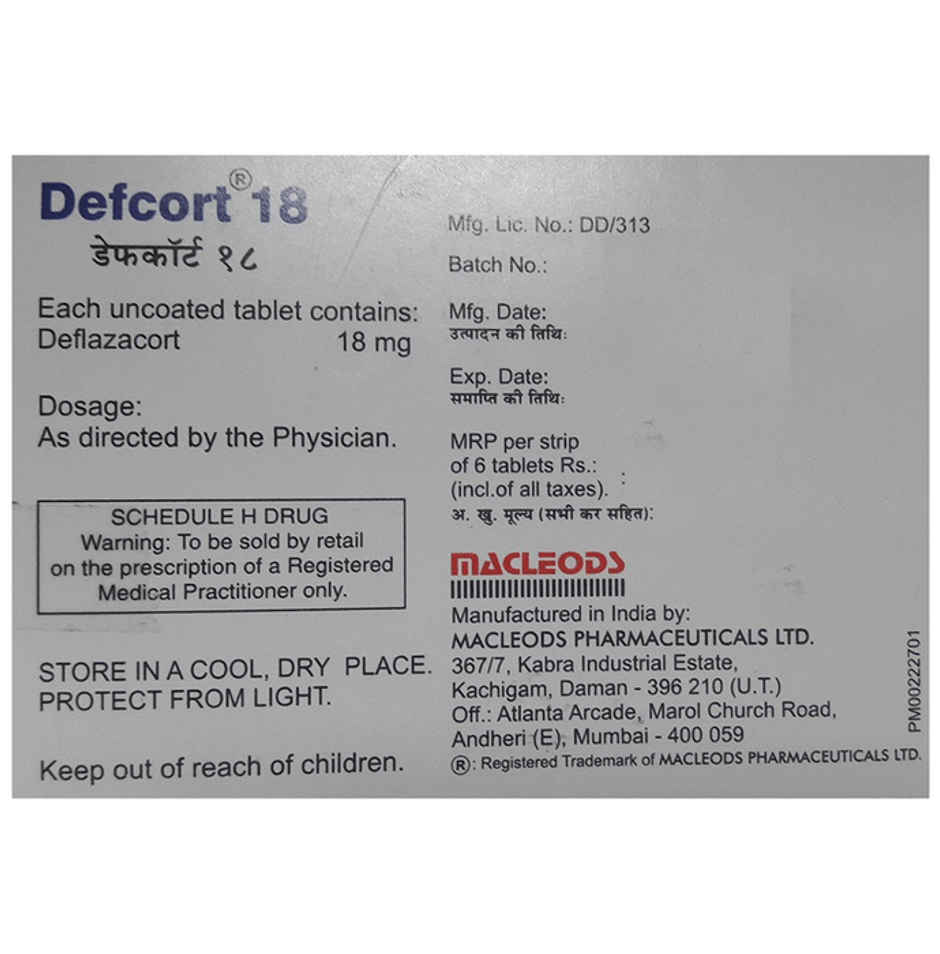 Defcort® 18
डेफकॉर्ट १८
Each uncoated tablet contains:
Deflazacort 18 mg
Dosage:
As directed by the Physician.
SCHEDULE H DRUG
Warning: To be sold by retail
on the prescription of a Registered
Medical Practitioner only.
STORE IN A COOL, DRY PLACE.
PROTECT FROM LIGHT.
Keep out of reach of children.
Mfg. Lic. No.: DD/313
Batch No.:
Mfg. Date:
उत्पादन की तिथि:
Exp. Date:
समाप्ति की तिथि:
MRP per strip
of 6 tablets Rs.:
(incl.of all taxes). :
अ. खु. मूल्य (सभी कर सहित):
MACLEODS
Manufactured in India by:
MACLEODS PHARMACEUTICALS LTD.
367/7, Kabra Industrial Estate,
Kachigam, Daman - 396 210 (U.T.)
Off.: Atlanta Arcade, Marol Church Road,
Andheri (E), Mumbai - 400 059
®: Registered Trademark of MACLEODS PHARMACEUTICALS LTD.
PM00222701